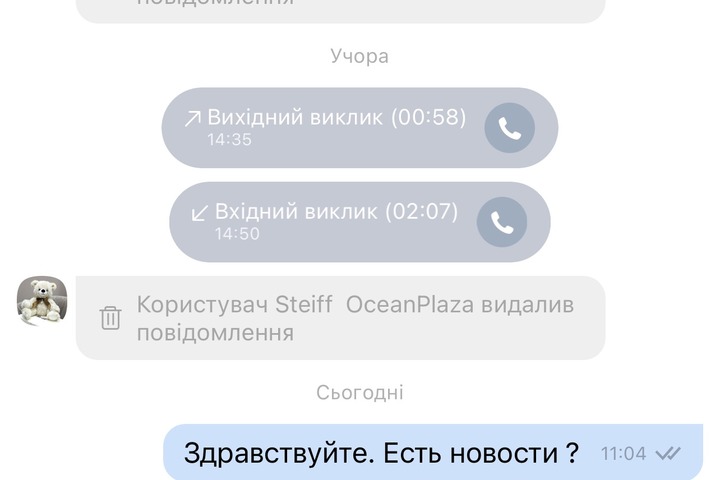 повідомлення
Учора
Вихідний виклик (00:58)
14:35
Вхідний виклик (02:07)
14:50
Користувач Steiff OceanPlaza видалив
повідомлення
Сьогодні
Здравствуйте. Есть новости ? 11:04